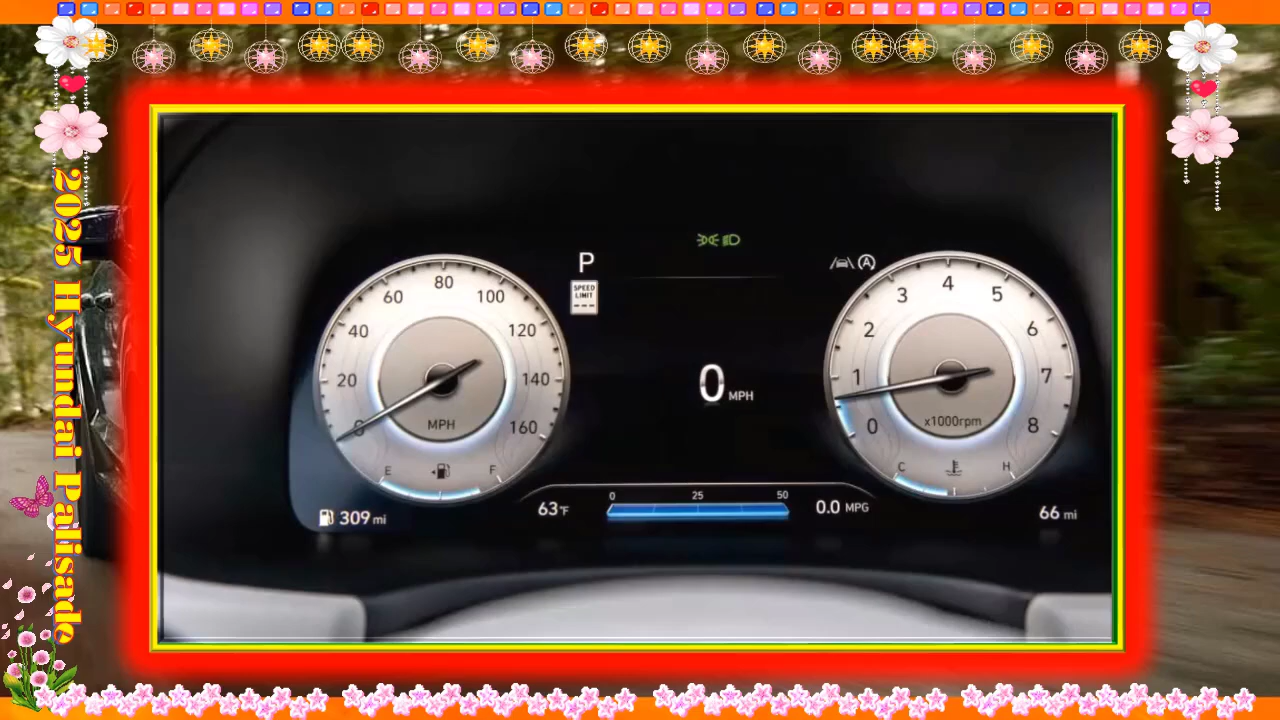 2025 Hyundai Palisade
P
SPEED
LIMIT
---
0 20 40 60 80 100 120 140 160
MPH
E F
309 mi
0 MPH
63°F
0 25 50
0.0 MPG
A
0 1 2 3 4 5 6 7 8
x1000rpm
C H
66 mi